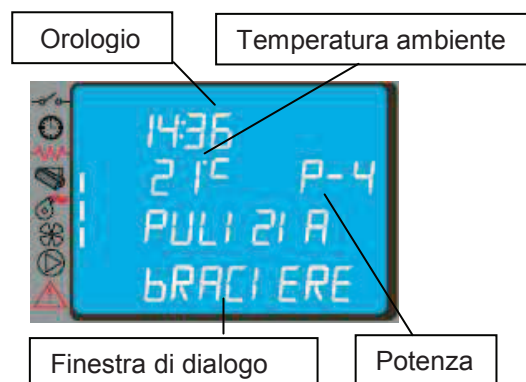 Orologio
Temperatura ambiente
14:36
21°C P-4
PULIZIA
bRACIERE
Finestra di dialogo
Potenza